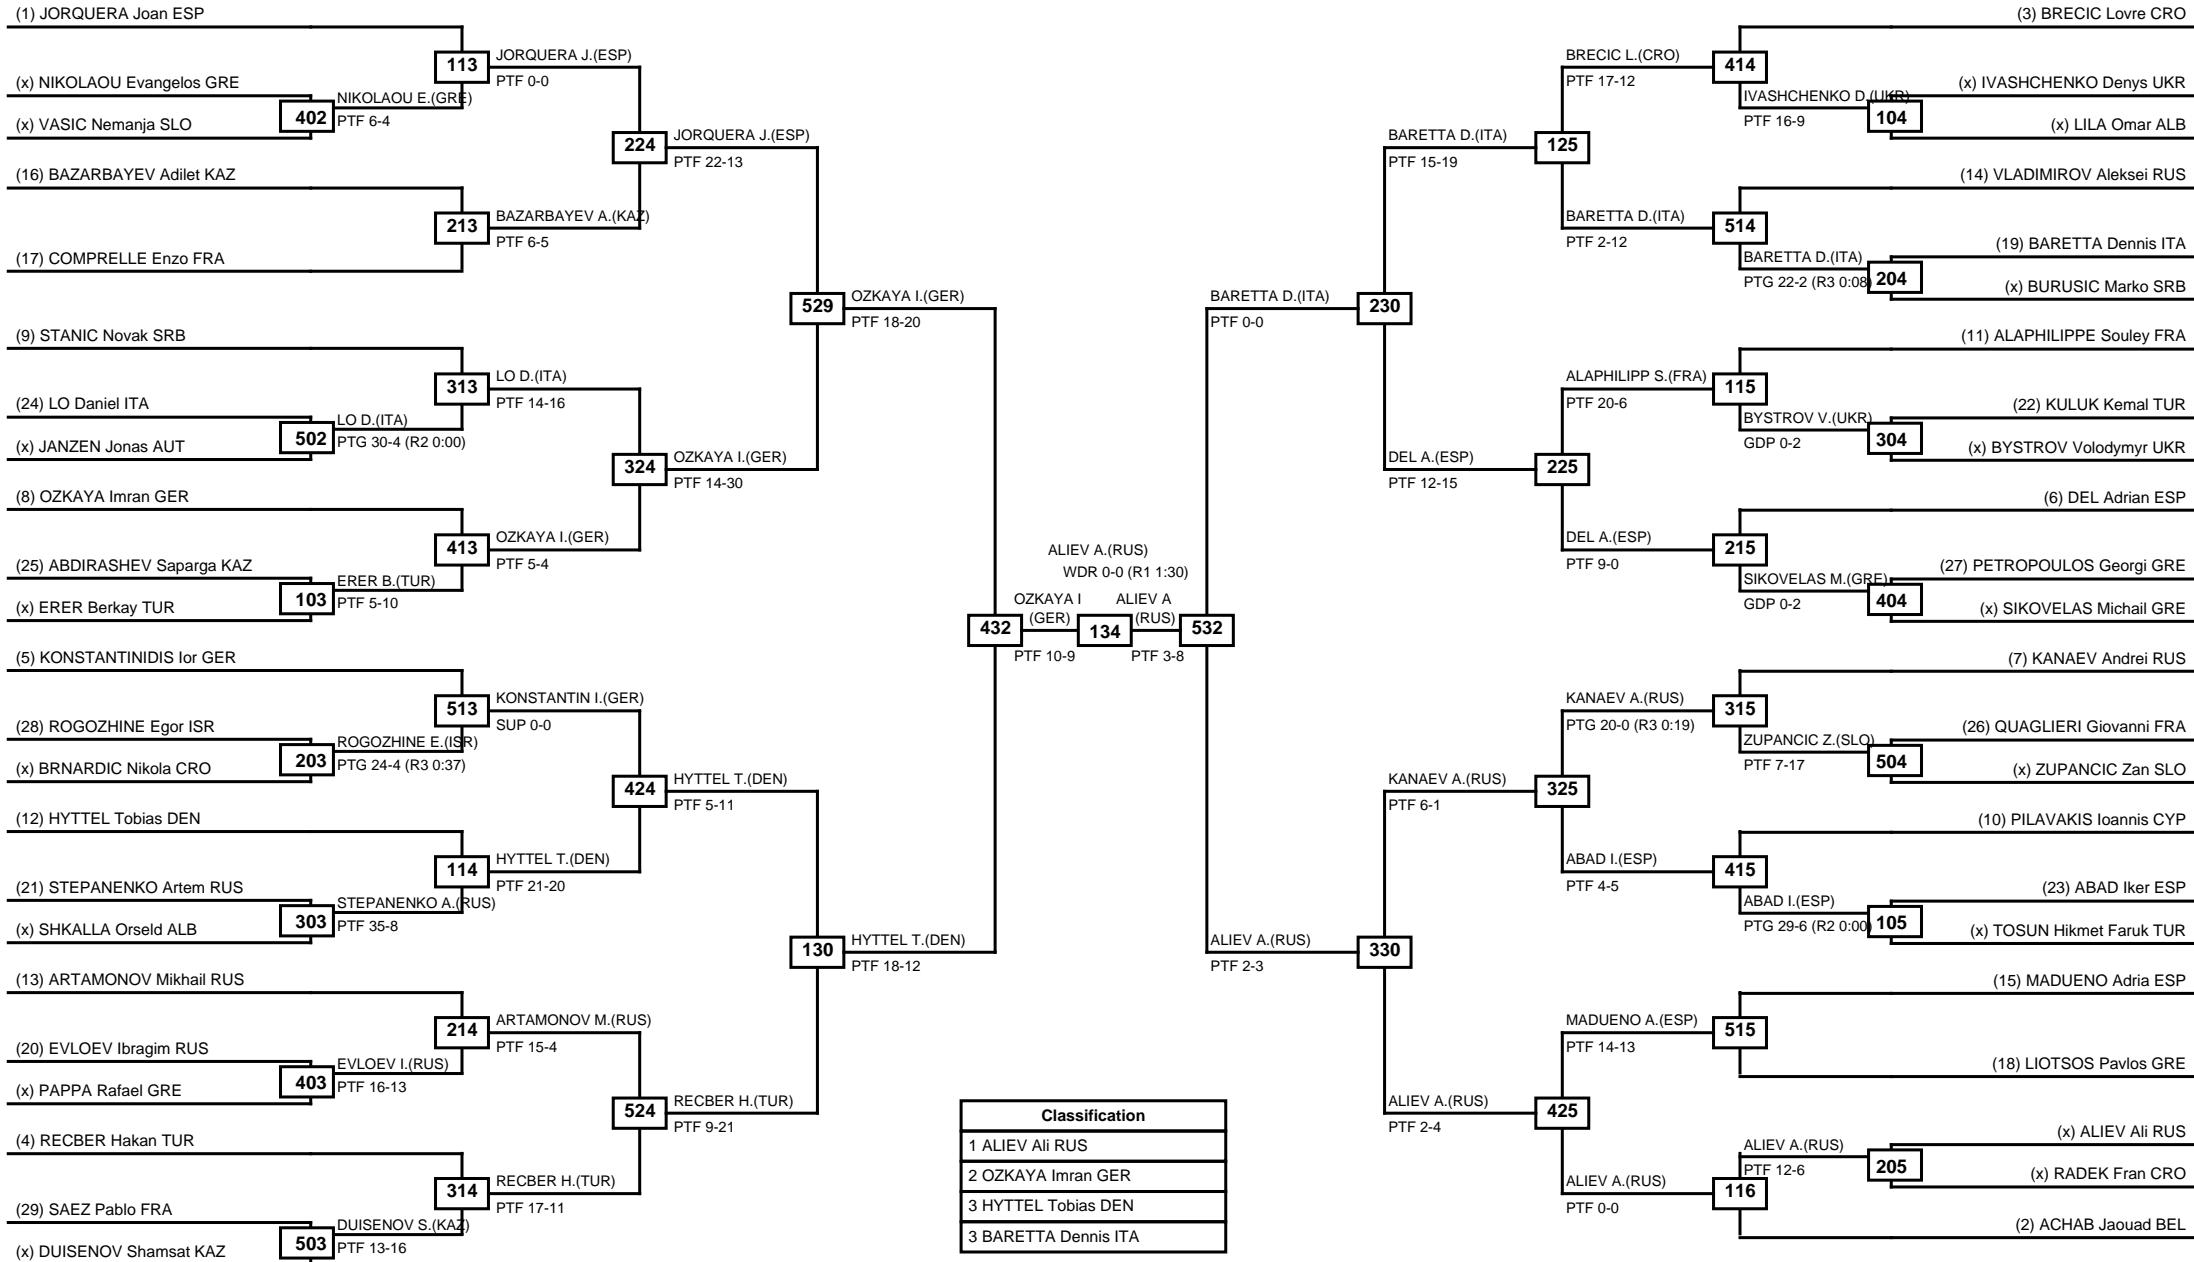 (1) JORQUERA Joan ESP
(x) NIKOLAOU Evangelos GRE
(x) VASIC Nemanja SLO
(16) BAZARBAYEV Adilet KAZ
(17) COMPRELLE Enzo FRA
(9) STANIC Novak SRB
(24) LO Daniel ITA
(x) JANZEN Jonas AUT
(8) OZKAYA Imran GER
(25) ABDIRASHEV Saparga KAZ
(x) ERER Berkay TUR
(5) KONSTANTINIDIS Ior GER
(28) ROGOZHINE Egor ISR
(x) BRNARDIC Nikola CRO
(12) HYTTEL Tobias DEN
(21) STEPANENKO Artem RUS
(x) SHKALLA Orseld ALB
(13) ARTAMONOV Mikhail RUS
(20) EVLOEV Ibragim RUS
(x) PAPPA Rafael GRE
(4) RECBER Hakan TUR
(29) SAEZ Pablo FRA
(x) DUISENOV Shamsat KAZ
402
NIKOLAOU E.(GRE)
PTF 6-4
502
LO D.(ITA)
PTG 30-4 (R2 0:00)
103
ERER B.(TUR)
PTF 5-10
203
ROGOZHINE E.(ISR)
PTG 24-4 (R3 0:37)
303
STEPANENKO A.(RUS)
PTF 35-8
403
EVLOEV I.(RUS)
PTF 16-13
503
DUISENOV S.(KAZ)
PTF 13-16
113
JORQUERA J.(ESP)
PTF 0-0
213
BAZARBAYEV A.(KAZ)
PTF 6-5
313
LO D.(ITA)
PTF 14-16
413
OZKAYA I.(GER)
PTF 5-4
513
KONSTANTIN I.(GER)
SUP 0-0
114
HYTTEL T.(DEN)
PTF 21-20
214
ARTAMONOV M.(RUS)
PTF 15-4
314
RECBER H.(TUR)
PTF 17-11
224
JORQUERA J.(ESP)
PTF 22-13
324
OZKAYA I.(GER)
PTF 14-30
424
HYTTEL T.(DEN)
PTF 5-11
524
RECBER H.(TUR)
PTF 9-21
529
OZKAYA I.(GER)
PTF 18-20
130
HYTTEL T.(DEN)
PTF 18-12
432
OZKAYA I
(GER)
PTF 10-9
ALIEV A.(RUS)
WDR 0-0 (R1 1:30)
134
ALIEV A
(RUS)
PTF 3-8
532
BARETTA D.(ITA)
PTF 0-0
230
ALIEV A.(RUS)
PTF 2-3
330
BARETTA D.(ITA)
PTF 15-19
125
DEL A.(ESP)
PTF 12-15
225
KANAEV A.(RUS)
PTF 6-1
325
ALIEV A.(RUS)
PTF 2-4
425
BRECIC L.(CRO)
PTF 17-12
414
BARETTA D.(ITA)
PTF 2-12
514
ALAPHILIPP S.(FRA)
PTF 20-6
115
DEL A.(ESP)
PTF 9-0
215
KANAEV A.(RUS)
PTG 20-0 (R3 0:19)
315
ABAD I.(ESP)
PTF 4-5
415
MADUENO A.(ESP)
PTF 14-13
515
ALIEV A.(RUS)
PTF 0-0
116
IVASHCHENKO D.(UKR)
PTF 16-9
104
BARETTA D.(ITA)
PTG 22-2 (R3 0:08)
204
BYSTROV V.(UKR)
GDP 0-2
304
SIKOVELAS M.(GRE)
GDP 0-2
404
ZUPANCIC Z.(SLO)
PTF 7-17
504
ABAD I.(ESP)
PTG 29-6 (R2 0:00)
105
ALIEV A.(RUS)
PTF 12-6
205
(3) BRECIC Lovre CRO
(x) IVASHCHENKO Denys UKR
(x) LILA Omar ALB
(14) VLADIMIROV Aleksei RUS
(19) BARETTA Dennis ITA
(x) BURUSIC Marko SRB
(11) ALAPHILIPPE Souley FRA
(22) KULUK Kemal TUR
(x) BYSTROV Volodymyr UKR
(6) DEL Adrian ESP
(27) PETROPOULOS Georgi GRE
(x) SIKOVELAS Michail GRE
(7) KANAEV Andrei RUS
(26) QUAGLIERI Giovanni FRA
(x) ZUPANCIC Zan SLO
(10) PILAVAKIS Ioannis CYP
(23) ABAD Iker ESP
(x) TOSUN Hikmet Faruk TUR
(15) MADUENO Adria ESP
(18) LIOTSOS Pavlos GRE
(x) ALIEV Ali RUS
(x) RADEK Fran CRO
(2) ACHAB Jaouad BEL
Classification
1 ALIEV Ali RUS
2 OZKAYA Imran GER
3 HYTTEL Tobias DEN
3 BARETTA Dennis ITA